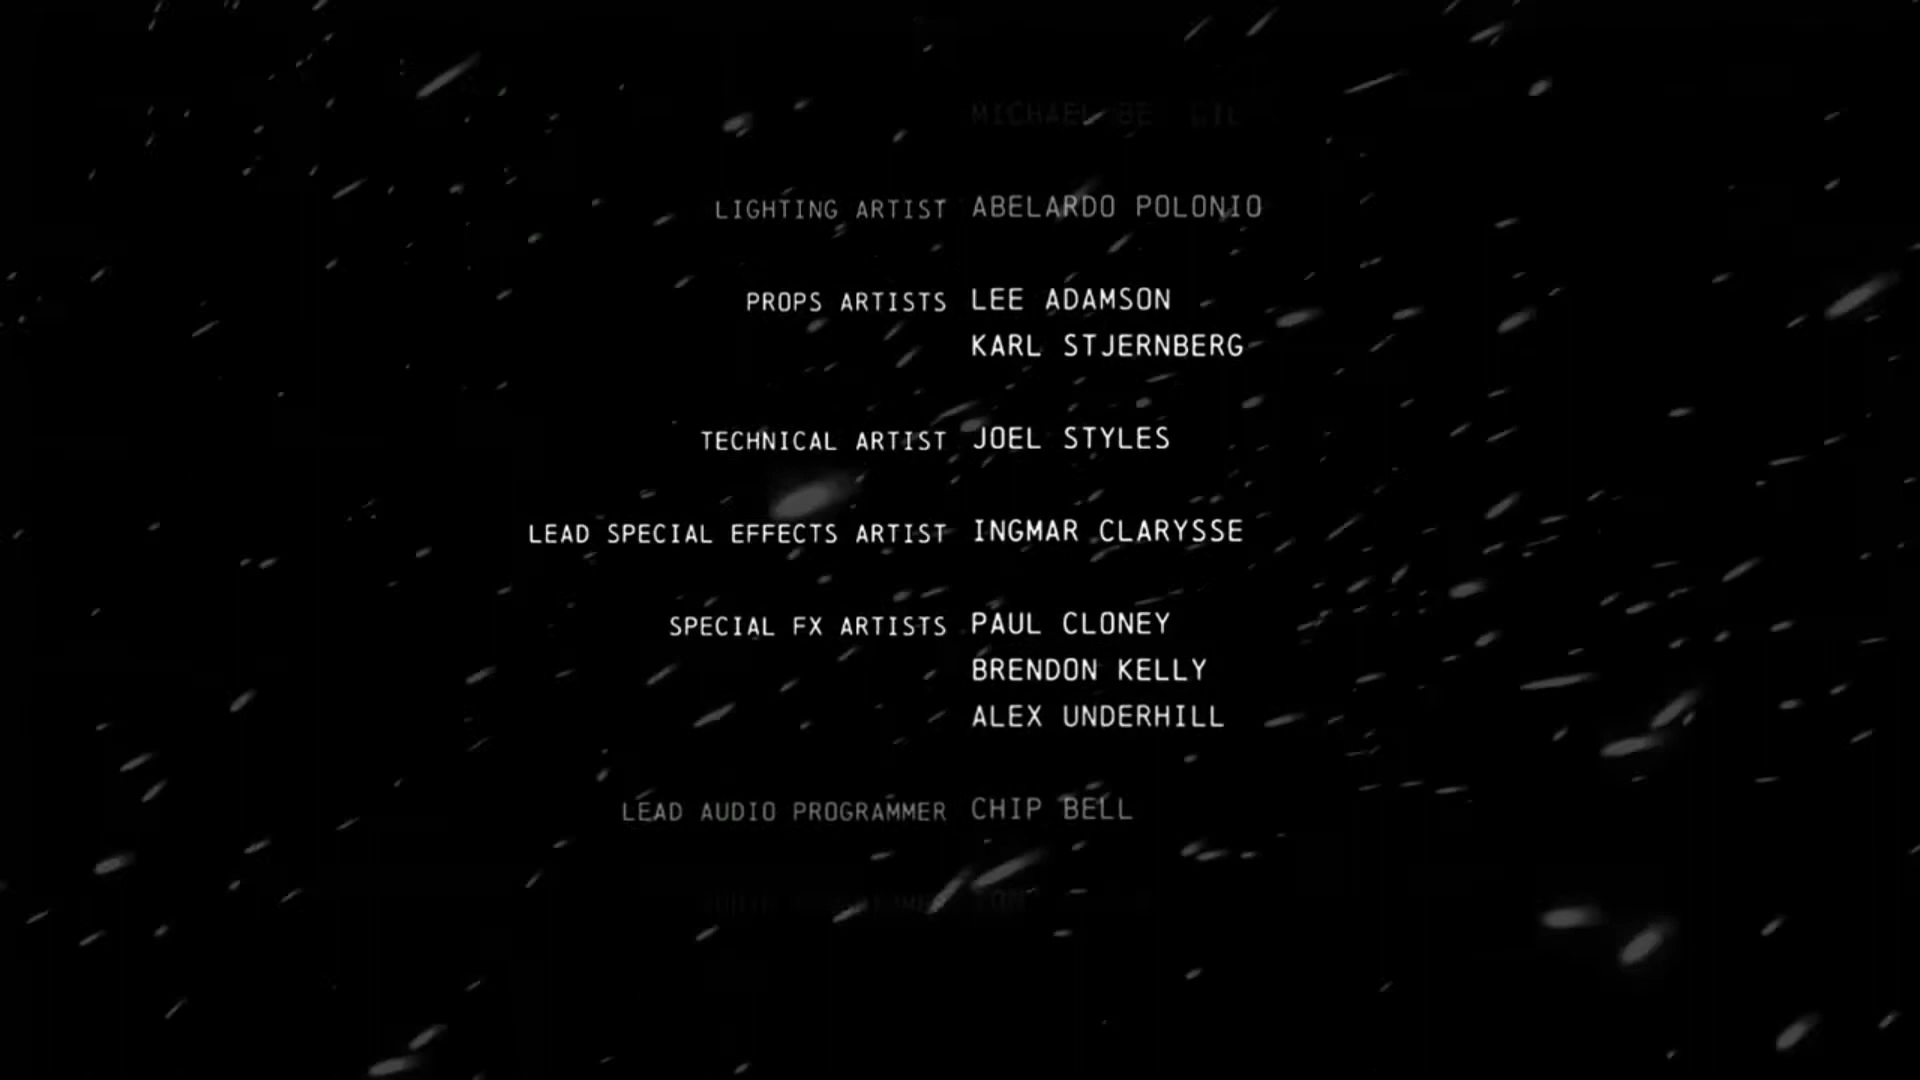 MICHAEL
LIGHTING ARTIST ABELARDO POLONIO
PROPS ARTISTS LEE ADAMSON
KARL STJERNBERG
TECHNICAL ARTIST JOEL STYLES
LEAD SPECIAL EFFECTS ARTIST INGMAR CLARYSSE
SPECIAL FX ARTISTS PAUL CLONEY
BRENDON KELLY
ALEX UNDERHILL
LEAD AUDIO PROGRAMMER CHIP BELL